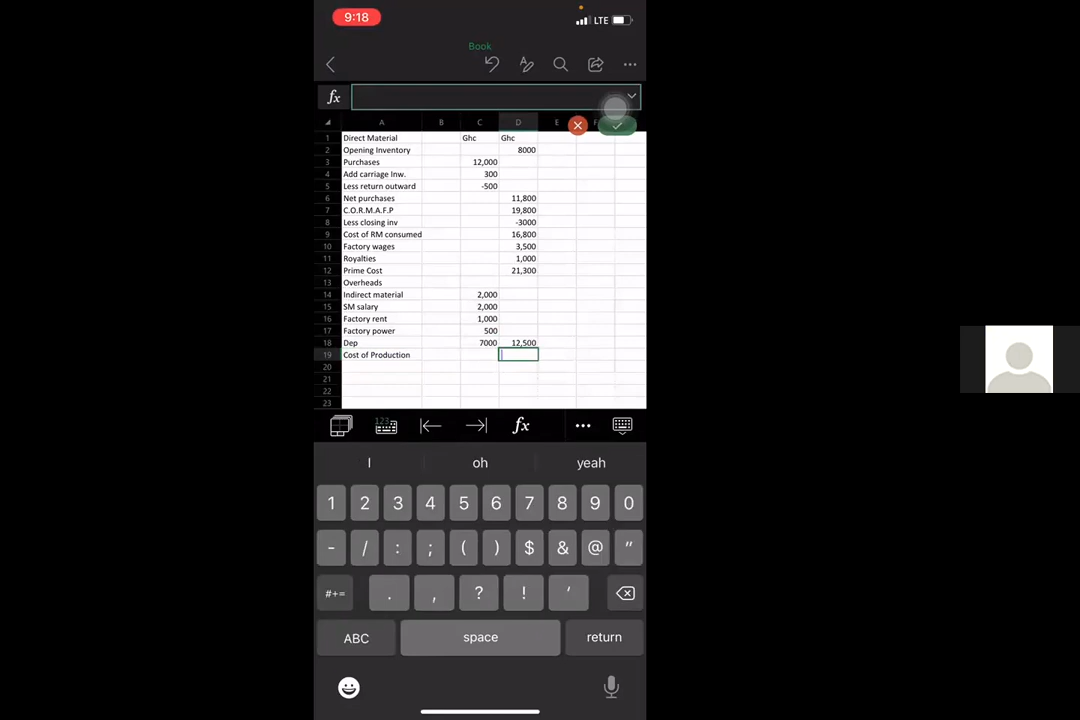 9:18
LTE
Book
fx
A B C D E F
1 Direct Material Ghc Ghc
2 Opening Inventory 8000
3 Purchases 12,000
4 Add carriage Inw. 300
5 Less return outward -500
6 Net purchases 11,800
7 C.O.R.M.A.F.P 19,800
8 Less closing inv -3000
9 Cost of RM consumed 16,800
10 Factory wages 3,500
11 Royalties 1,000
12 Prime Cost 21,300
13 Overheads
14 Indirect material 2,000
15 SM salary 2,000
16 Factory rent 1,000
17 Factory power 500
18 Dep 7000 12,500
19 Cost of Production
20
21
22
23
123 fx
I oh yeah
1 2 3 4 5 6 7 8 9 0
- / : ; ( ) $ & @ "
#+= . , ? ! '
ABC space return